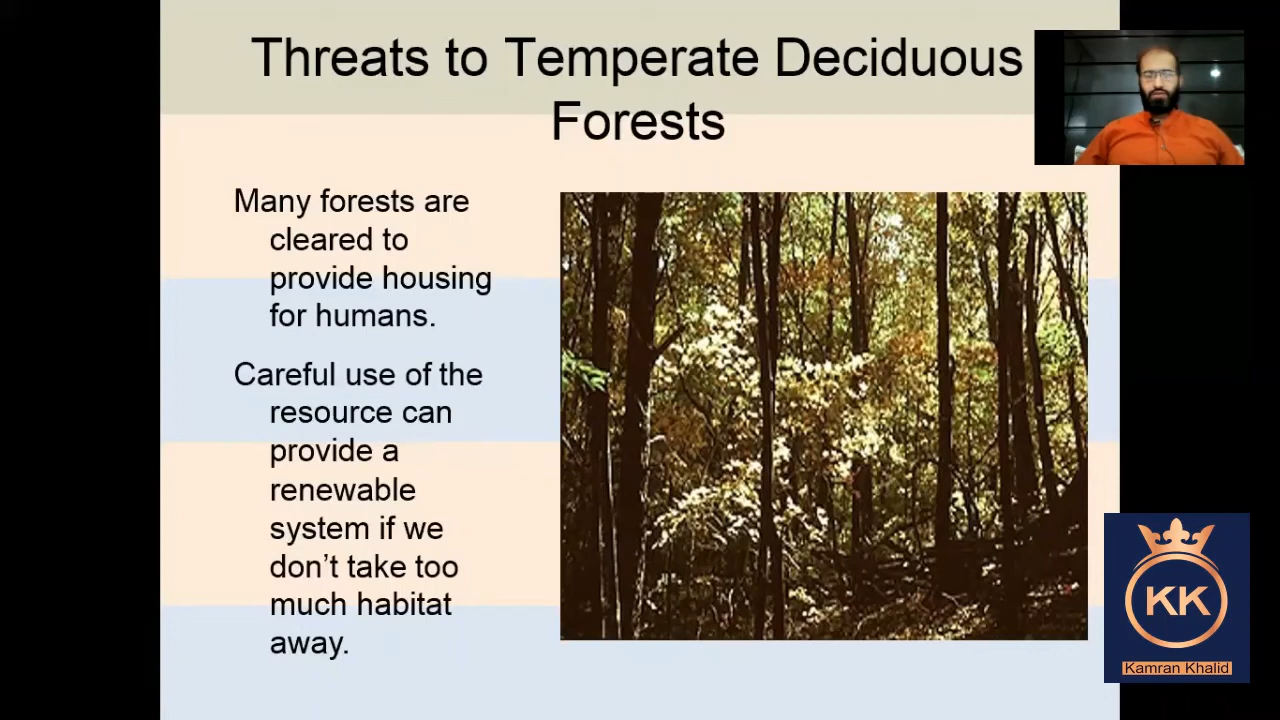 Threats to Temperate Deciduous
Forests
Many forests are
cleared to
provide housing
for humans.
Careful use of the
resource can
provide a
renewable
system if we
don’t take too
much habitat
away.
KK
Kamran Khalid